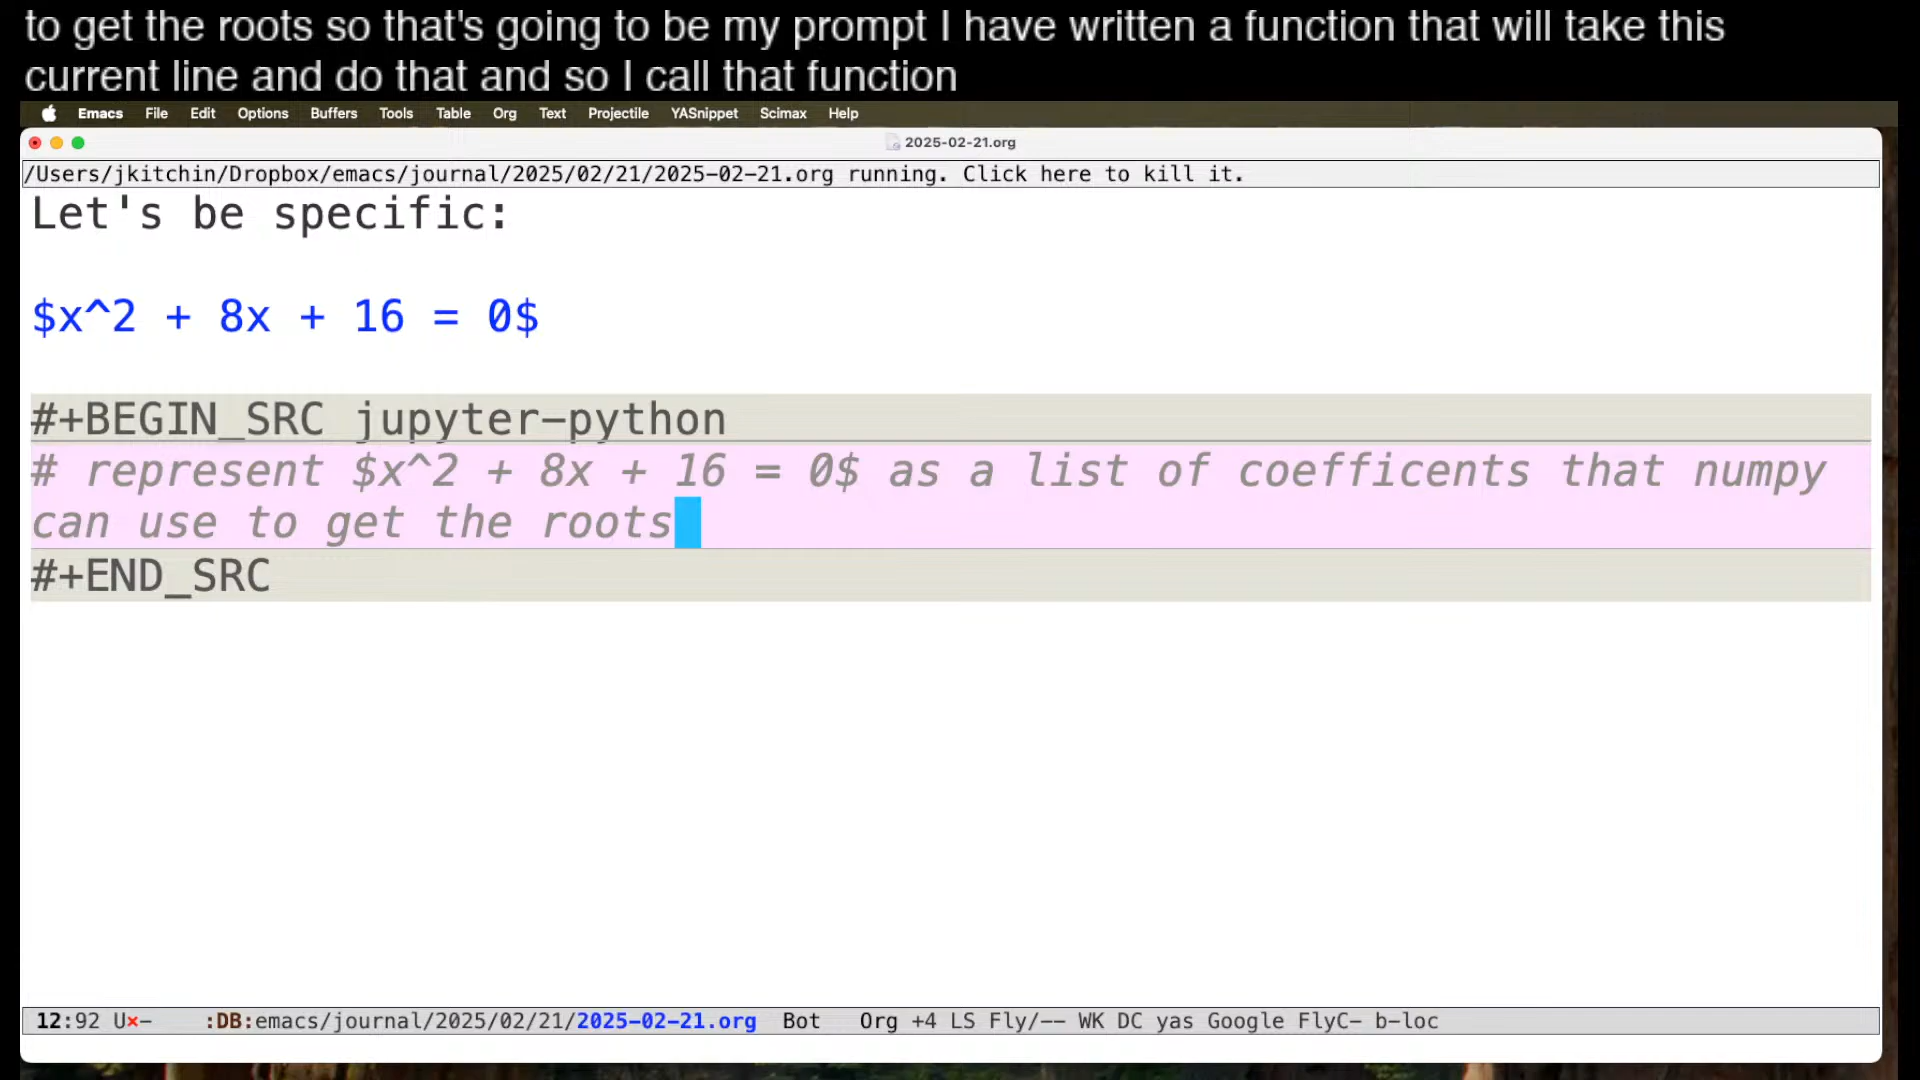 to get the roots so that's going to be my prompt I have written a function that will take this
current line and do that and so I call that function
Emacs File Edit Options Buffers Tools Table Org Text Projectile YASnippet Scimax Help
2025-02-21.org
/Users/jkitchin/Dropbox/emacs/journal/2025/02/21/2025-02-21.org running. Click here to kill it.
Let's be specific:
$x^2 + 8x + 16 = 0$
#+BEGIN_SRC jupyter-python
# represent $x^2 + 8x + 16 = 0$ as a list of coefficents that numpy
can use to get the roots
#+END_SRC
12:92 U×- :DB:emacs/journal/2025/02/21/2025-02-21.org Bot Org +4 LS Fly/-- WK DC yas Google FlyC- b-loc